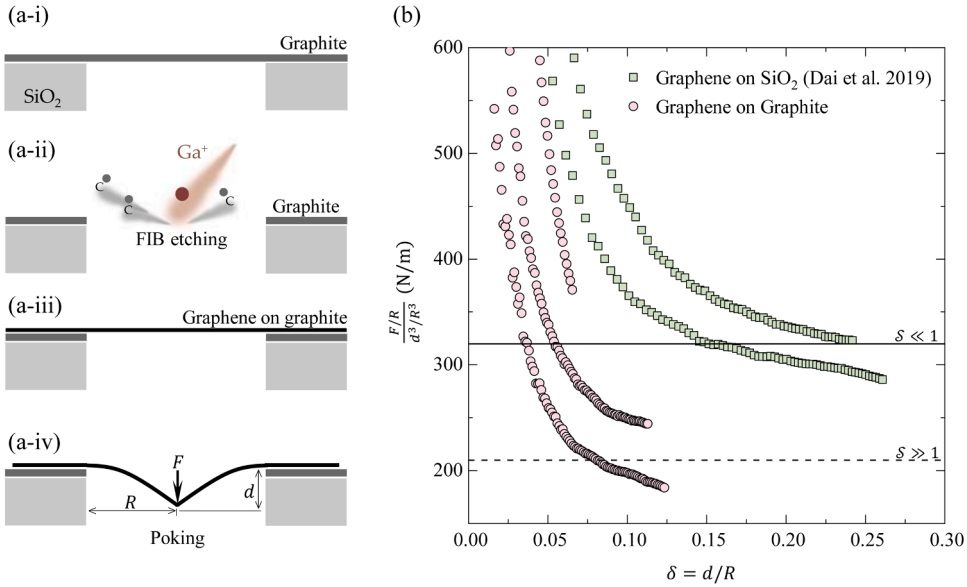 (a-i)
Graphite
SiO₂
(a-ii)
Ga⁺
C
C
C
Graphite
FIB etching
(a-iii)
Graphene on graphite
(a-iv)
F
R
d
Poking
(b)
600
500
400
300
200
F/R
d³/R³
(N/m)
Graphene on SiO₂ (Dai et al. 2019)
Graphene on Graphite
𝒮 ≪ 1
𝒮 ≫ 1
0.00
0.05
0.10
0.15
0.20
0.25
0.30
δ = d/R